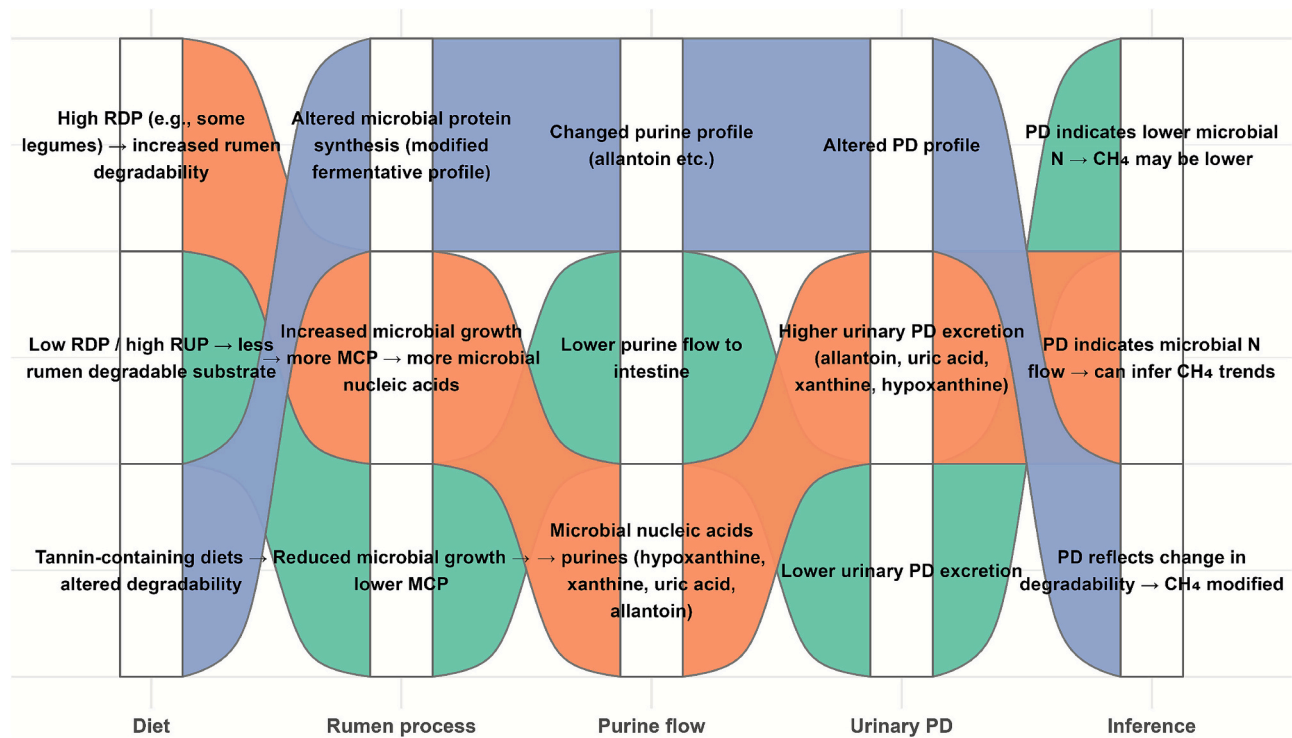 High RDP (e.g., some
legumes) → increased rumen
degradability
Altered microbial protein
synthesis (modified
fermentative profile)
Changed purine profile
(allantoin etc.)
Altered PD profile
PD indicates lower microbial
N → CH₄ may be lower
Low RDP / high RUP → less
rumen degradable substrate
Increased microbial growth
→ more MCP → more microbial
nucleic acids
Lower purine flow to
intestine
Higher urinary PD excretion
(allantoin, uric acid,
xanthine, hypoxanthine)
PD indicates microbial N
flow → can infer CH₄ trends
Tannin-containing diets →
altered degradability
Reduced microbial growth →
lower MCP
Microbial nucleic acids
→ purines (hypoxanthine,
xanthine, uric acid,
allantoin)
Lower urinary PD excretion
PD reflects change in
degradability → CH₄ modified
Diet
Rumen process
Purine flow
Urinary PD
Inference